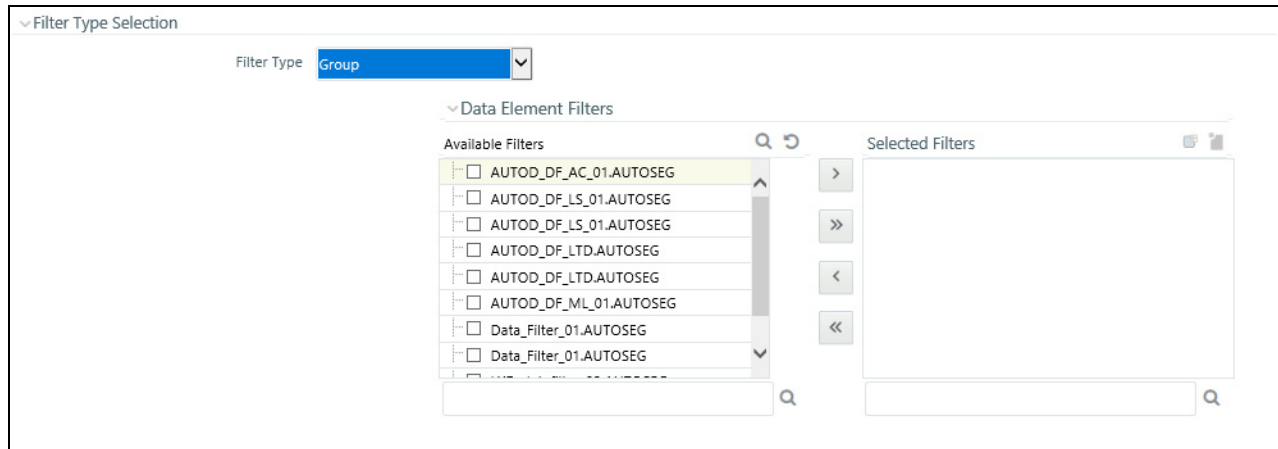 Filter Type Selection
Filter Type Group
Data Element Filters
Available Filters
Selected Filters
AUTOD_DF_AC_01.AUTOSEG
AUTOD_DF_LS_01.AUTOSEG
AUTOD_DF_LS_01.AUTOSEG
AUTOD_DF_LTD.AUTOSEG
AUTOD_DF_LTD.AUTOSEG
AUTOD_DF_ML_01.AUTOSEG
Data_Filter_01.AUTOSEG
Data_Filter_01.AUTOSEG